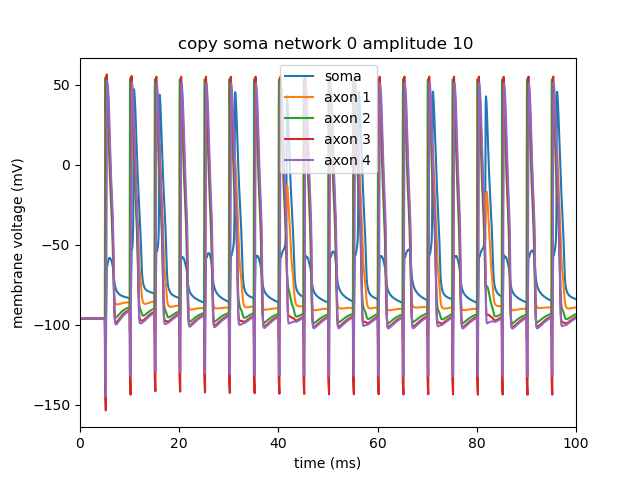 copy soma network 0 amplitude 10
membrane voltage (mV)
50
0
−50
−100
−150
soma
axon 1
axon 2
axon 3
axon 4
0
20
40
60
80
100
time (ms)